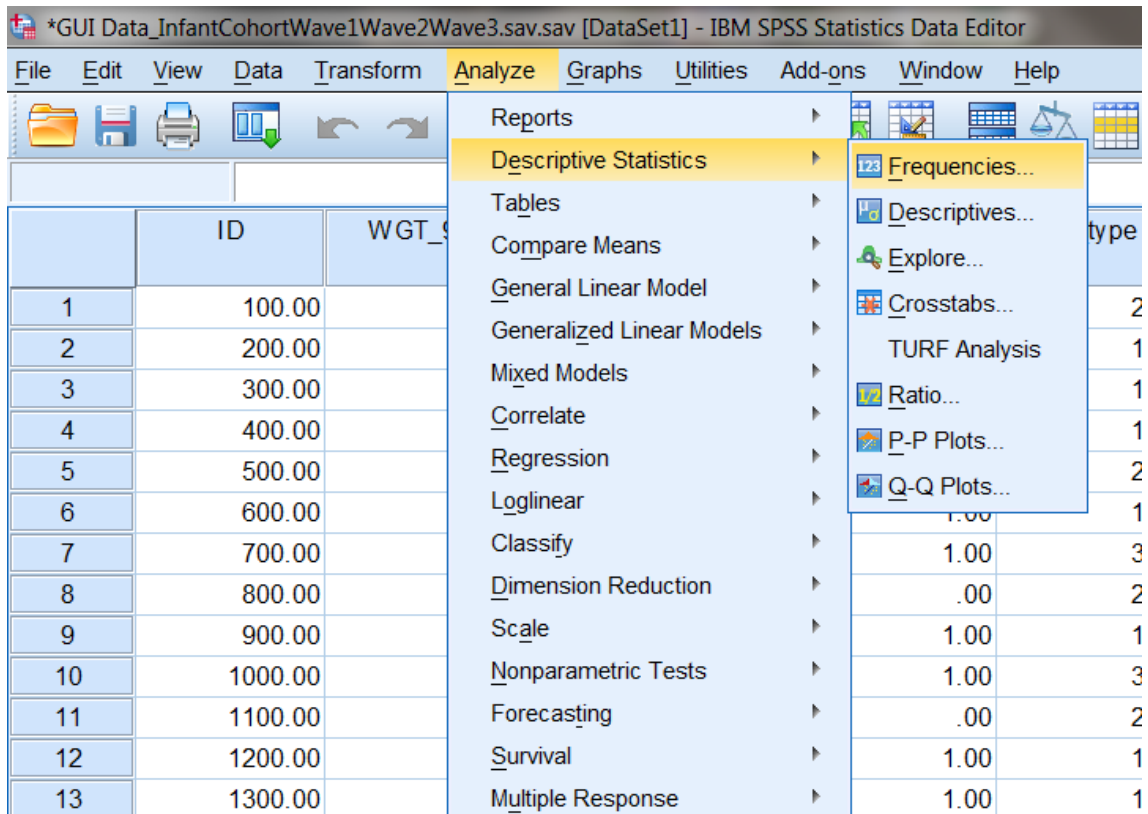 *GUI Data_InfantCohortWave1Wave2Wave3.sav.sav [DataSet1] - IBM SPSS Statistics Data Editor
File Edit View Data Transform Analyze Graphs Utilities Add-ons Window Help
Reports
Descriptive Statistics
Tables
Compare Means
General Linear Model
Generalized Linear Models
Mixed Models
Correlate
Regression
Loglinear
Classify
Dimension Reduction
Scale
Nonparametric Tests
Forecasting
Survival
Multiple Response
123 Frequencies...
Descriptives...
Explore...
Crosstabs...
TURF Analysis
1/2 Ratio...
P-P Plots...
Q-Q Plots...
ID WGT_9 type
1 100.00 2
2 200.00 1
3 300.00 1
4 400.00 1
5 500.00 2
6 600.00 1.00 1
7 700.00 1.00 3
8 800.00 .00 2
9 900.00 1.00 1
10 1000.00 1.00 3
11 1100.00 .00 2
12 1200.00 1.00 1
13 1300.00 1.00 1